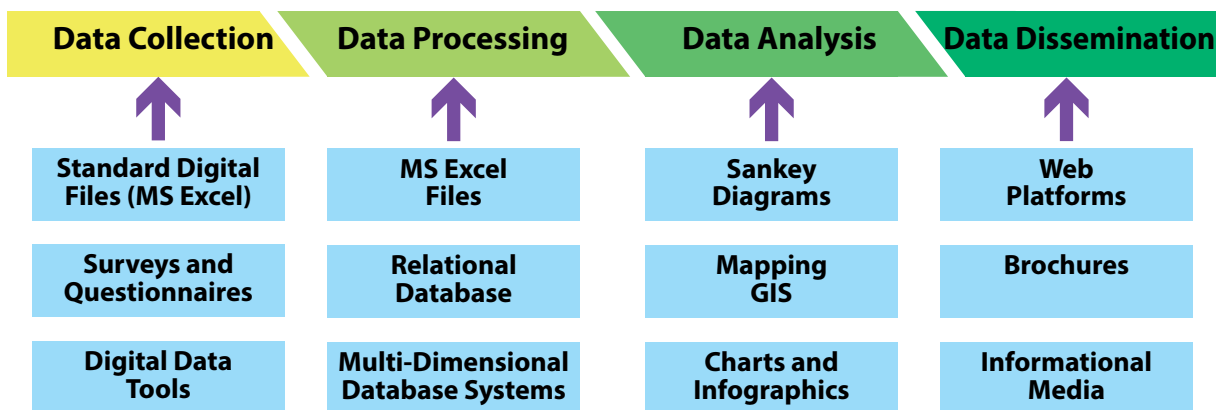 Data Collection
Data Processing
Data Analysis
Data Dissemination
Standard Digital
Files (MS Excel)
MS Excel
Files
Sankey
Diagrams
Web
Platforms
Surveys and
Questionnaires
Relational
Database
Mapping
GIS
Brochures
Digital Data
Tools
Multi-Dimensional
Database Systems
Charts and
Infographics
Informational
Media